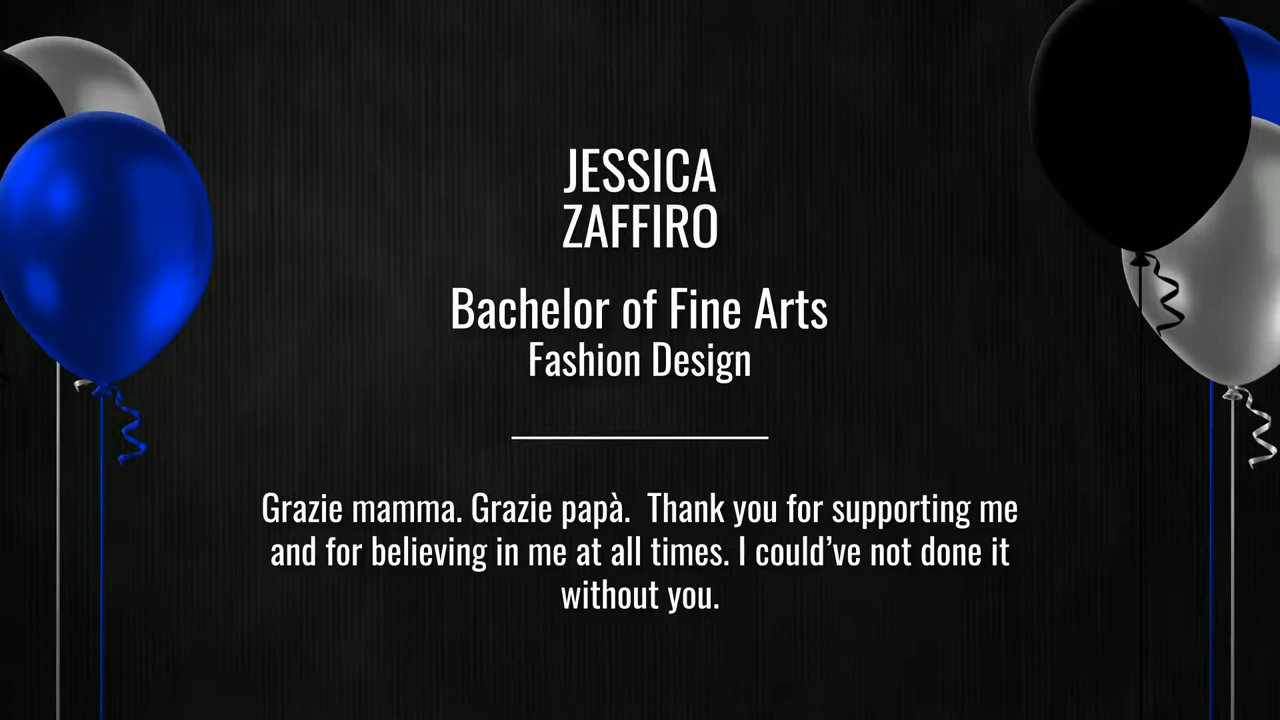 JESSICA
ZAFFIRO
Bachelor of Fine Arts
Fashion Design
Grazie mamma. Grazie papà.  Thank you for supporting me
and for believing in me at all times. I could’ve not done it
without you.